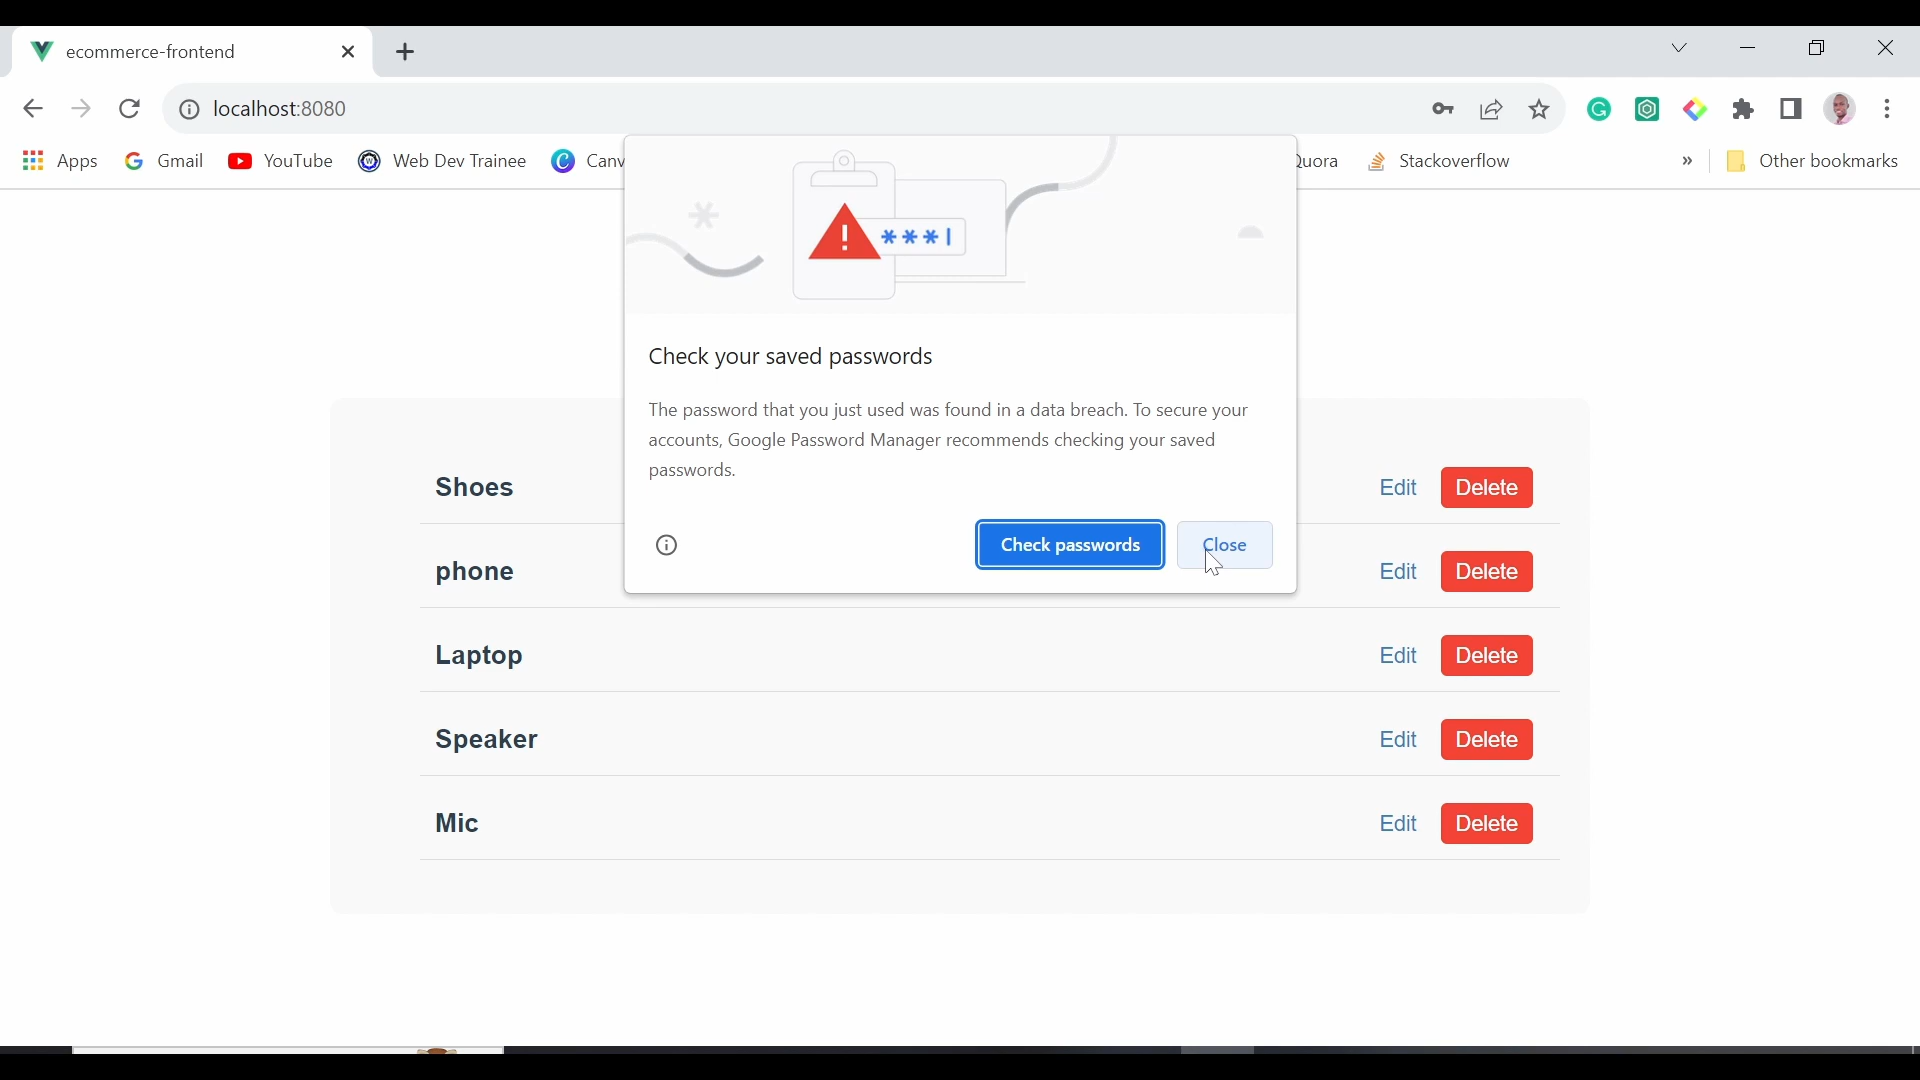 ecommerce-frontend
localhost:8080
Apps Gmail YouTube Web Dev Trainee Stackoverflow Other bookmarks
***
Check your saved passwords
The password that you just used was found in a data breach. To secure your
accounts, Google Password Manager recommends checking your saved
passwords.
Check passwords Close
Shoes Edit Delete
phone Edit Delete
Laptop Edit Delete
Speaker Edit Delete
Mic Edit Delete